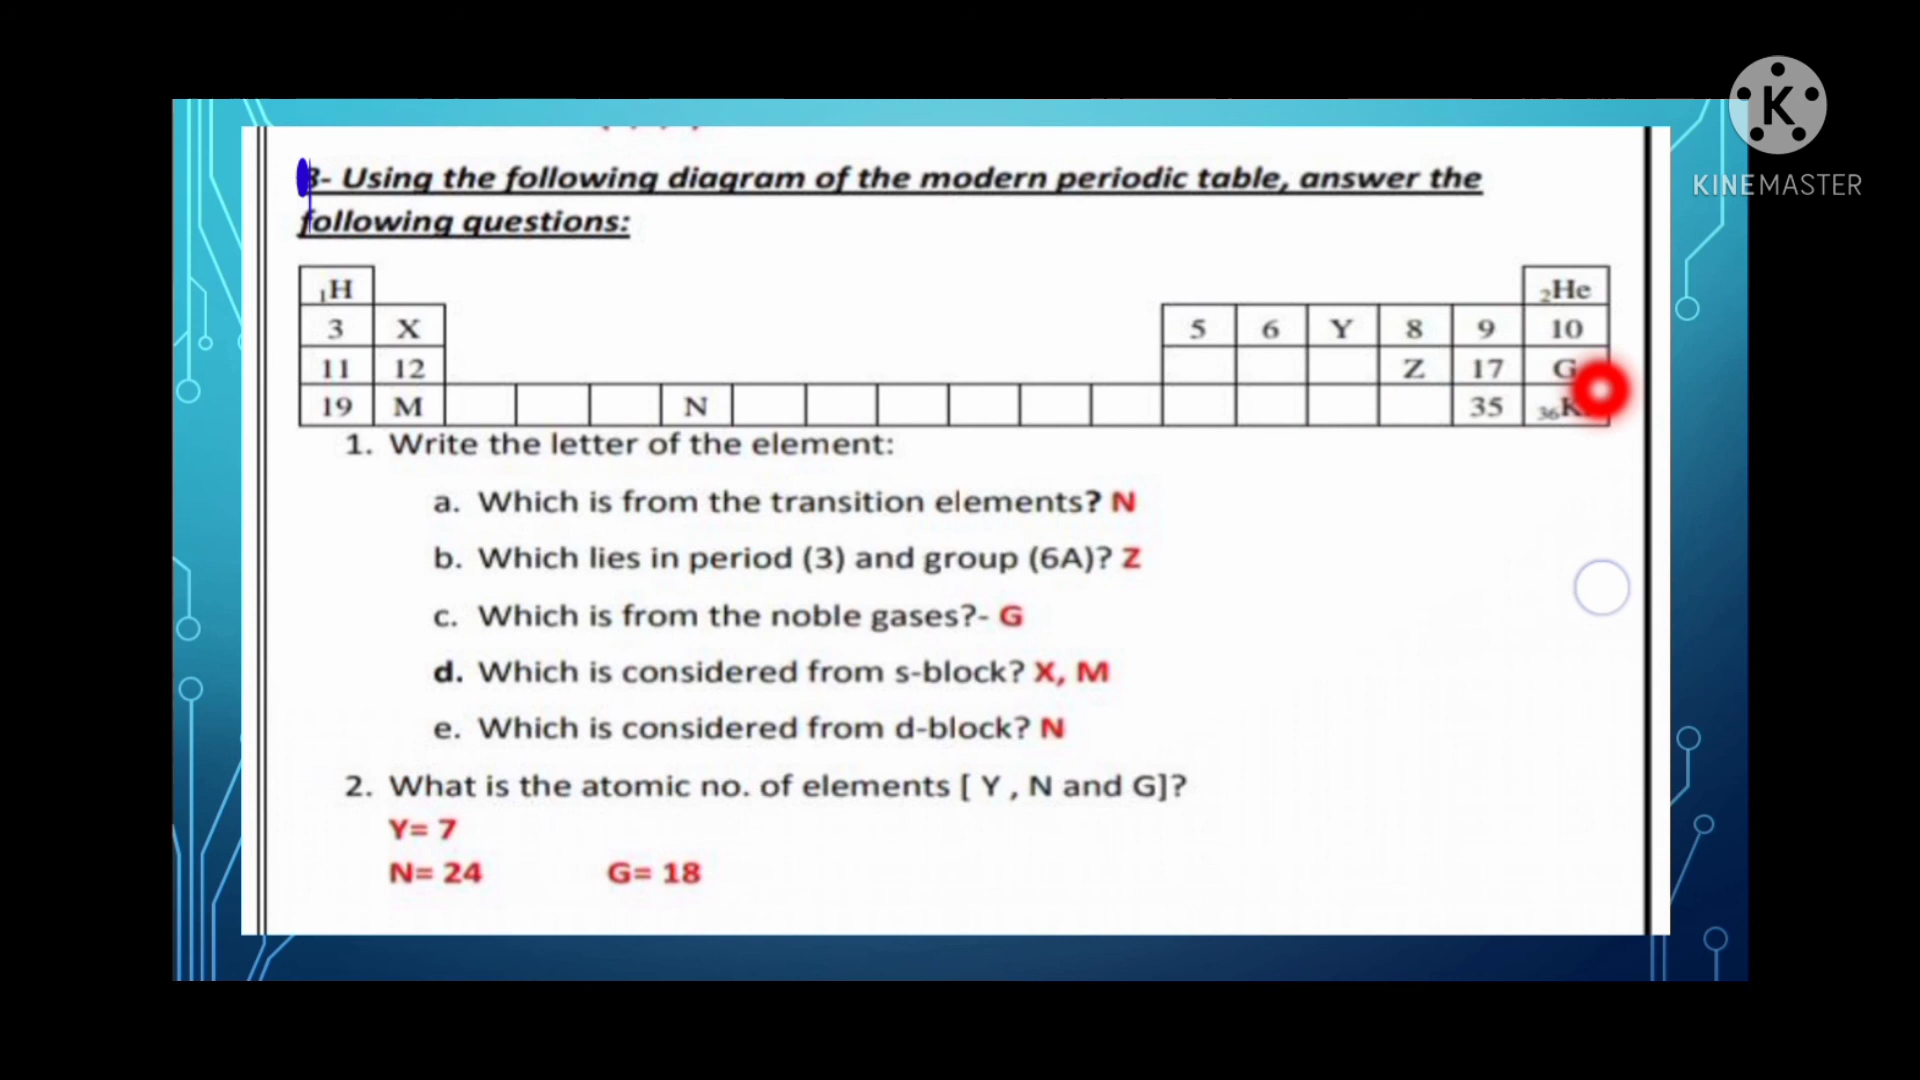 3- Using the following diagram of the modern periodic table, answer the
following questions:
1H 2He
3 X 5 6 Y 8 9 10
11 12 Z 17 G
19 M N 35 36
1. Write the letter of the element:
a. Which is from the transition elements? N
b. Which lies in period (3) and group (6A)? Z
c. Which is from the noble gases?- G
d. Which is considered from s-block? X, M
e. Which is considered from d-block? N
2. What is the atomic no. of elements [ Y , N and G]?
Y= 7
N= 24 G= 18
K
KINEMASTER